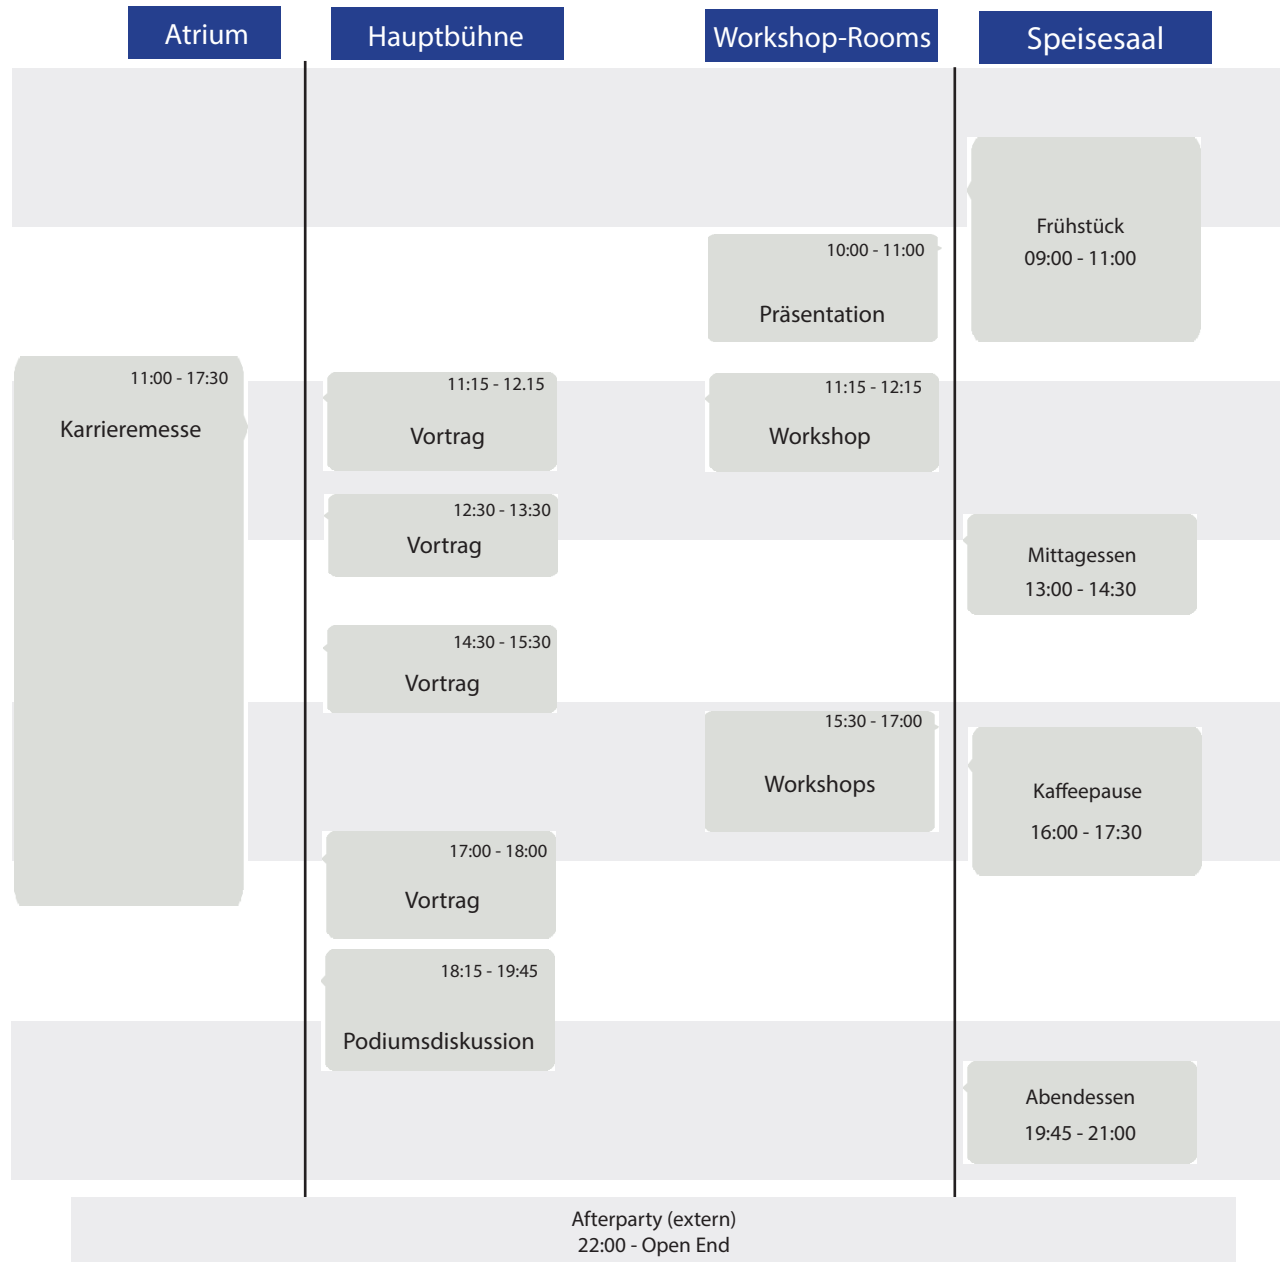 Atrium
Hauptbühne
Workshop-Rooms
Speisesaal
Frühstück
09:00 - 11:00
10:00 - 11:00
Präsentation
11:00 - 17:30
Karrieremesse
11:15 - 12.15
Vortrag
11:15 - 12:15
Workshop
12:30 - 13:30
Vortrag
Mittagessen
13:00 - 14:30
14:30 - 15:30
Vortrag
15:30 - 17:00
Workshops
Kaffeepause
16:00 - 17:30
17:00 - 18:00
Vortrag
18:15 - 19:45
Podiumsdiskussion
Abendessen
19:45 - 21:00
Afterparty (extern)
22:00 - Open End